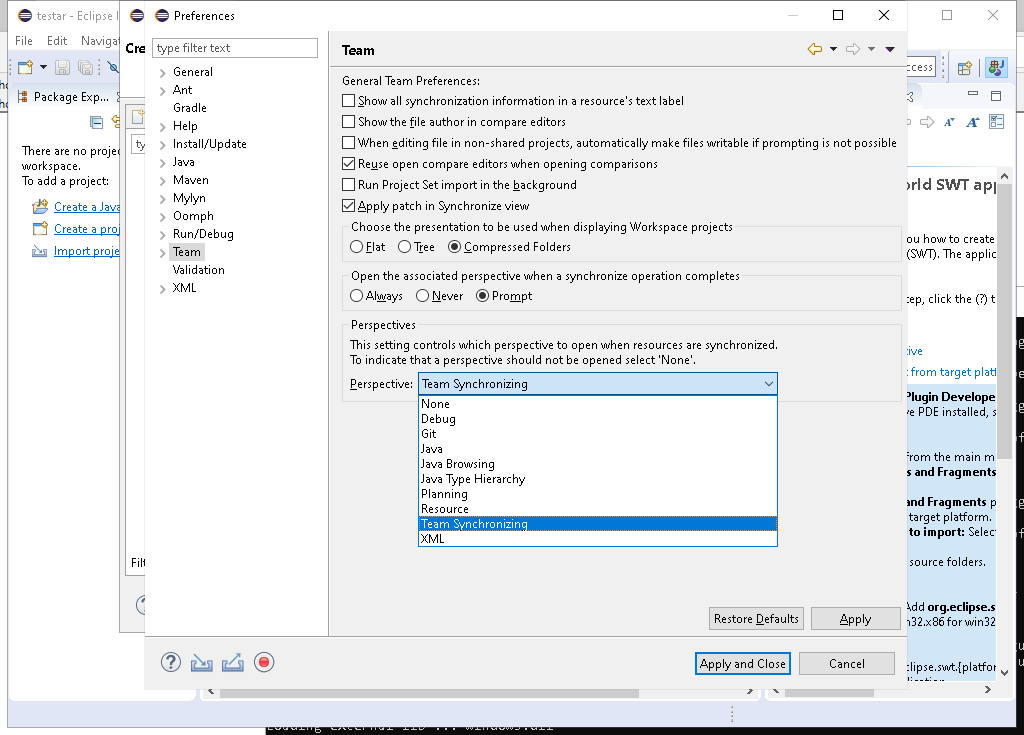 testar - Eclipse I
Preferences
File Edit Naviga
Cre
type filter text
Team
Package Exp...
cess
There are no proje
workspace.
To add a project:
Create a Java
Create a proj
Import proje
ty
Filt
General
Ant
Gradle
Help
Install/Update
Java
Maven
Mylyn
Oomph
Run/Debug
Team
Validation
XML
General Team Preferences:
Show all synchronization information in a resource's text label
Show the file author in compare editors
When editing file in non-shared projects, automatically make files writable if prompting is not possible
Reuse open compare editors when opening comparisons
Run Project Set import in the background
Apply patch in Synchronize view
Choose the presentation to be used when displaying Workspace projects
Flat Tree Compressed Folders
Open the associated perspective when a synchronize operation completes
Always Never Prompt
Perspectives
This setting controls which perspective to open when resources are synchronized.
To indicate that a perspective should not be opened select 'None'.
Perspective: Team Synchronizing
None
Debug
Git
Java
Java Browsing
Java Type Hierarchy
Planning
Resource
Team Synchronizing
XML
Restore Defaults Apply
Apply and Close Cancel
orld SWT app
ou how to create
(SWT). The applic
tep, click the (?) t
ive
from target platf
Plugin Develope
ve PDE installed, s
from the main m
s and Fragments
and Fragments p
target platform.
to import: Selec
source folders.
Add org.eclipse.s
n32.x86 for win32
clipse.swt.{platfor
Loading external lib ... windows.dll